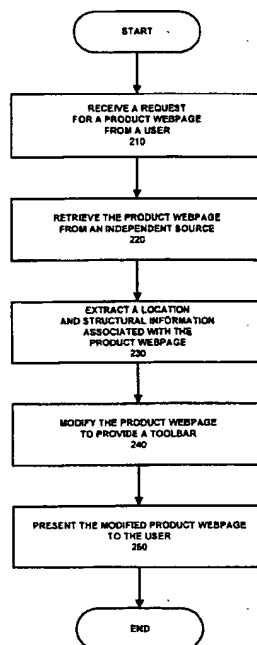 START
RECEIVE A REQUEST
FOR A PRODUCT WEBPAGE
FROM A USER
210
RETRIEVE THE PRODUCT WEBPAGE
FROM AN INDEPENDENT SOURCE
220
EXTRACT A LOCATION
AND STRUCTURAL INFORMATION
ASSOCIATED WITH THE
PRODUCT WEBPAGE
230
MODIFY THE PRODUCT WEBPAGE
TO PROVIDE A TOOLBAR
240
PRESENT THE MODIFIED PRODUCT WEBPAGE
TO THE USER
250
END